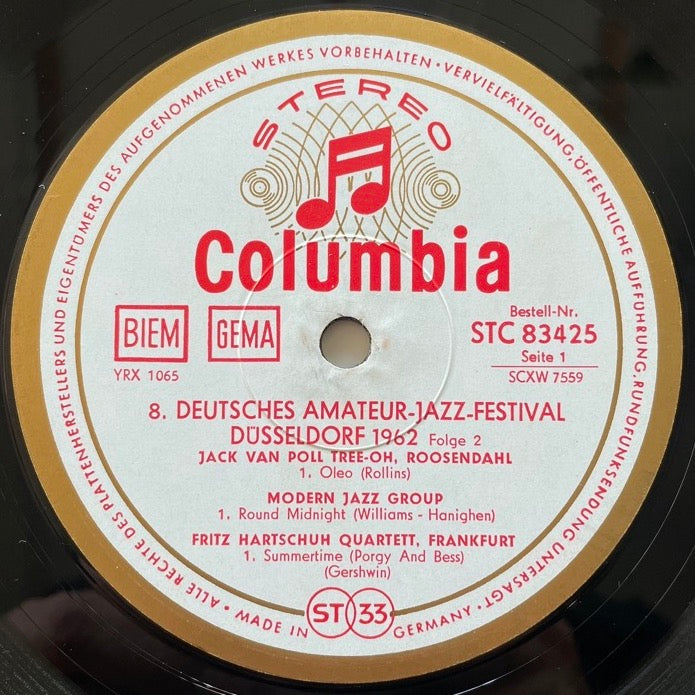 · ALLE RECHTE DES PLATTENHERSTELLERS UND EIGENTÜMERS DES AUFGENOMMENEN WERKES VORBEHALTEN · VERVIELFÄLTIGUNG, ÖFFENTLICHE AUFFÜHRUNG, RUNDFUNKSENDUNG UNTERSAGT ·
STEREO
Columbia
BIEM GEMA
YRX 1065
Bestell-Nr.
STC 83425
Seite 1
SCXW 7559
8. DEUTSCHES AMATEUR-JAZZ-FESTIVAL
DÜSSELDORF 1962 Folge 2
JACK VAN POLL TREE-OH, ROOSENDAHL
1. Oleo (Rollins)
MODERN JAZZ GROUP
1. Round Midnight (Williams - Hanighen)
FRITZ HARTSCHUH QUARTETT, FRANKFURT
1. Summertime (Porgy And Bess)
(Gershwin)
MADE IN GERMANY
ST 33